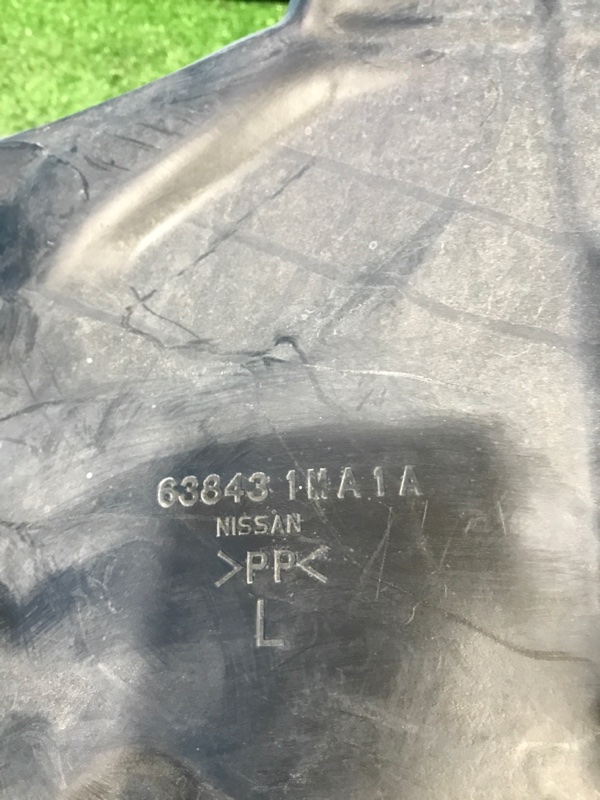 63843 1MA1A
NISSAN
>PP<
L